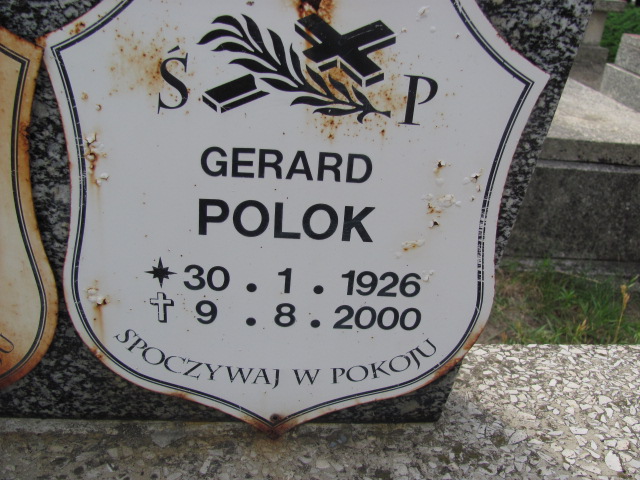 Ś P
GERARD
POLOK
30 . 1 . 1926
9 . 8 . 2000
SPOCZYWAJ W POKOJU